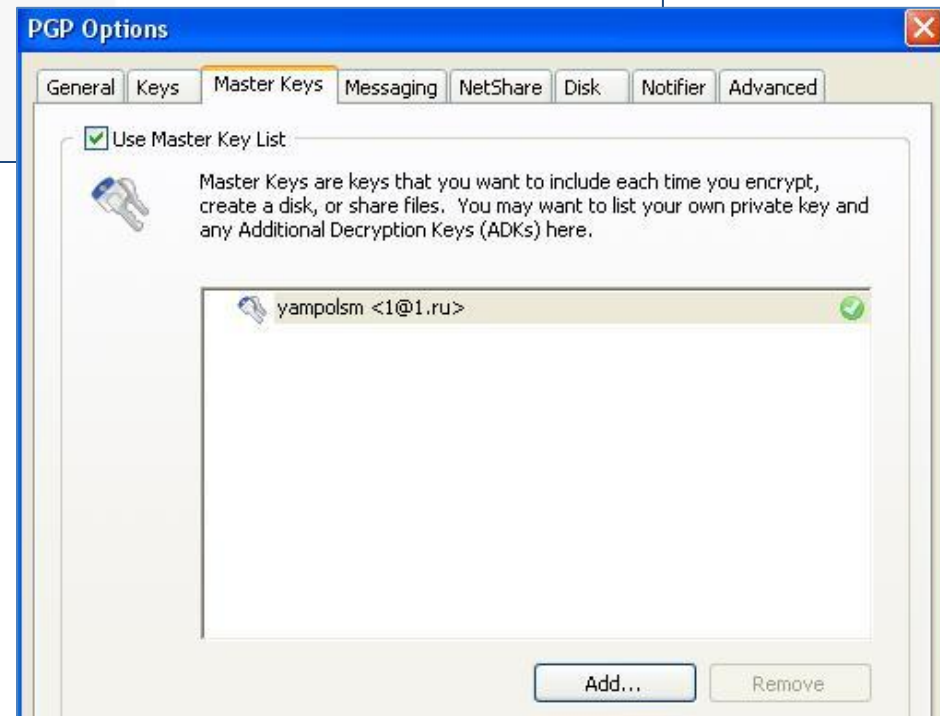 PGP Options
General Keys Master Keys Messaging NetShare Disk Notifier Advanced
Use Master Key List
Master Keys are keys that you want to include each time you encrypt,
create a disk, or share files. You may want to list your own private key and
any Additional Decryption Keys (ADKs) here.
yampolsm <1@1.ru>
Add... Remove